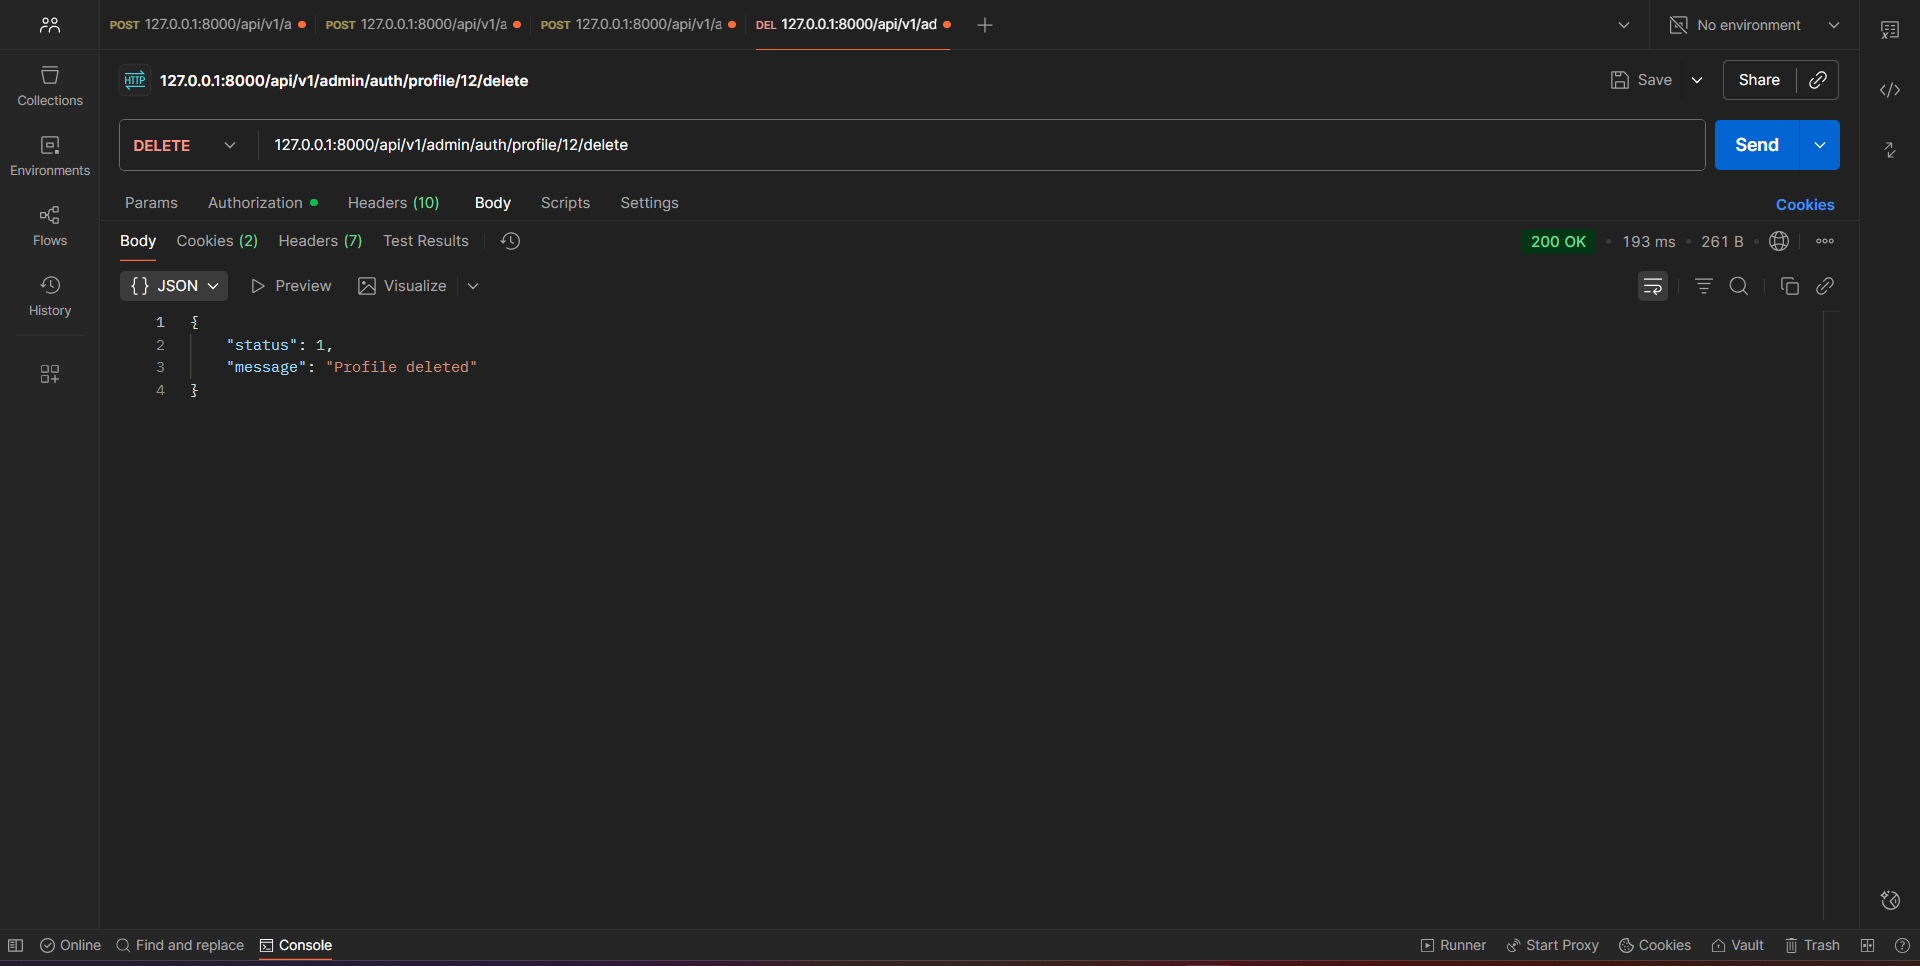 POST 127.0.0.1:8000/api/v1/a POST 127.0.0.1:8000/api/v1/a POST 127.0.0.1:8000/api/v1/a DEL 127.0.0.1:8000/api/v1/ad No environment
HTTP 127.0.0.1:8000/api/v1/admin/auth/profile/12/delete Save Share
DELETE 127.0.0.1:8000/api/v1/admin/auth/profile/12/delete Send
Collections
Environments
Flows
History
Params Authorization Headers (10) Body Scripts Settings Cookies
Body Cookies (2) Headers (7) Test Results 200 OK 193 ms 261 B
{} JSON Preview Visualize
1 {
2 "status": 1,
3 "message": "Profile deleted"
4 }
Online Find and replace Console Runner Start Proxy Cookies Vault Trash